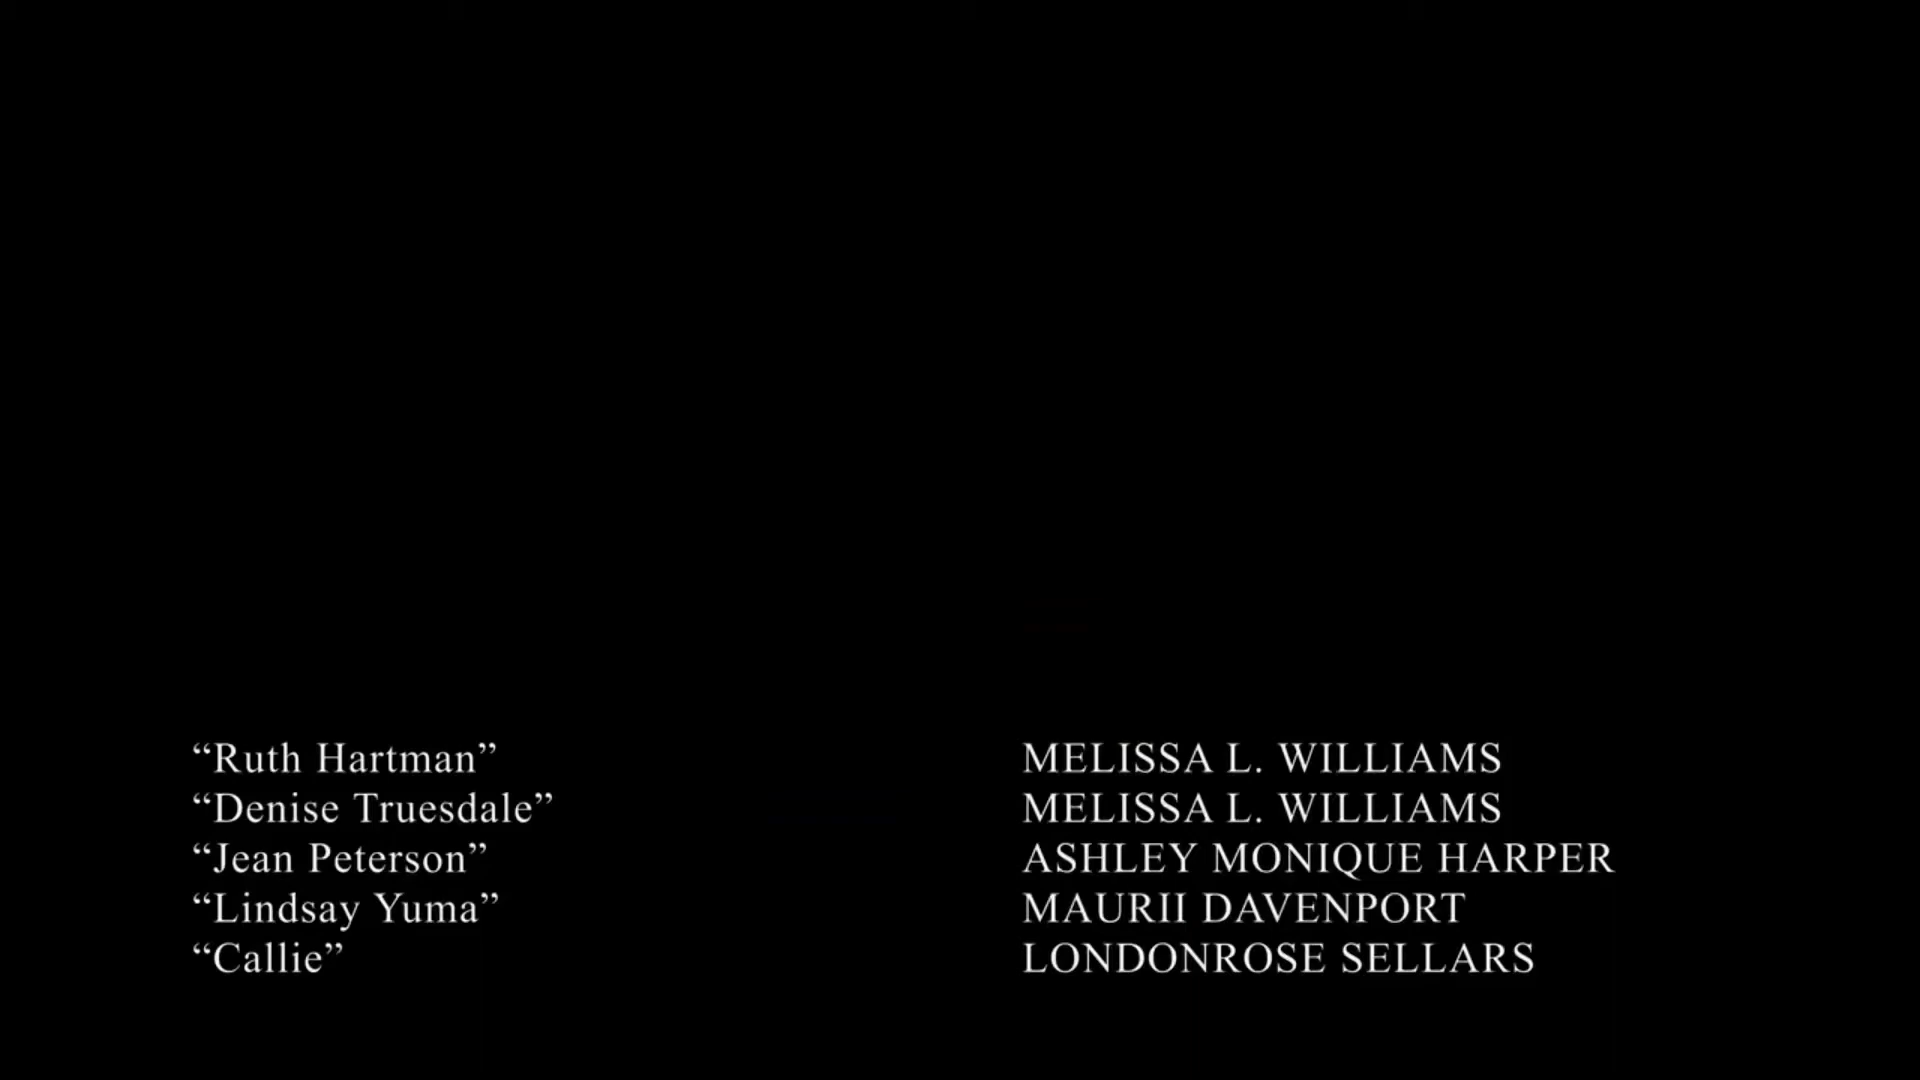 “Ruth Hartman” MELISSA L. WILLIAMS
“Denise Truesdale” MELISSA L. WILLIAMS
“Jean Peterson” ASHLEY MONIQUE HARPER
“Lindsay Yuma” MAURII DAVENPORT
“Callie” LONDONROSE SELLARS